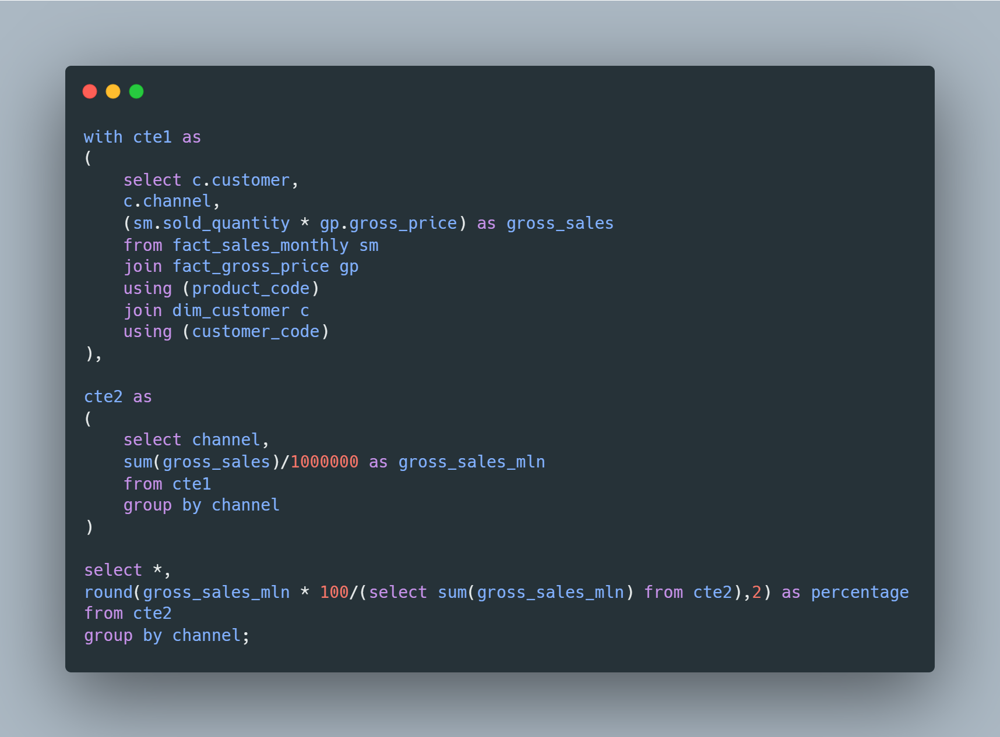 with cte1 as
(
    select c.customer,
    c.channel,
    (sm.sold_quantity * gp.gross_price) as gross_sales
    from fact_sales_monthly sm
    join fact_gross_price gp
    using (product_code)
    join dim_customer c
    using (customer_code)
),

cte2 as
(
    select channel,
    sum(gross_sales)/1000000 as gross_sales_mln
    from cte1
    group by channel
)

select *,
round(gross_sales_mln * 100/(select sum(gross_sales_mln) from cte2),2) as percentage
from cte2
group by channel;